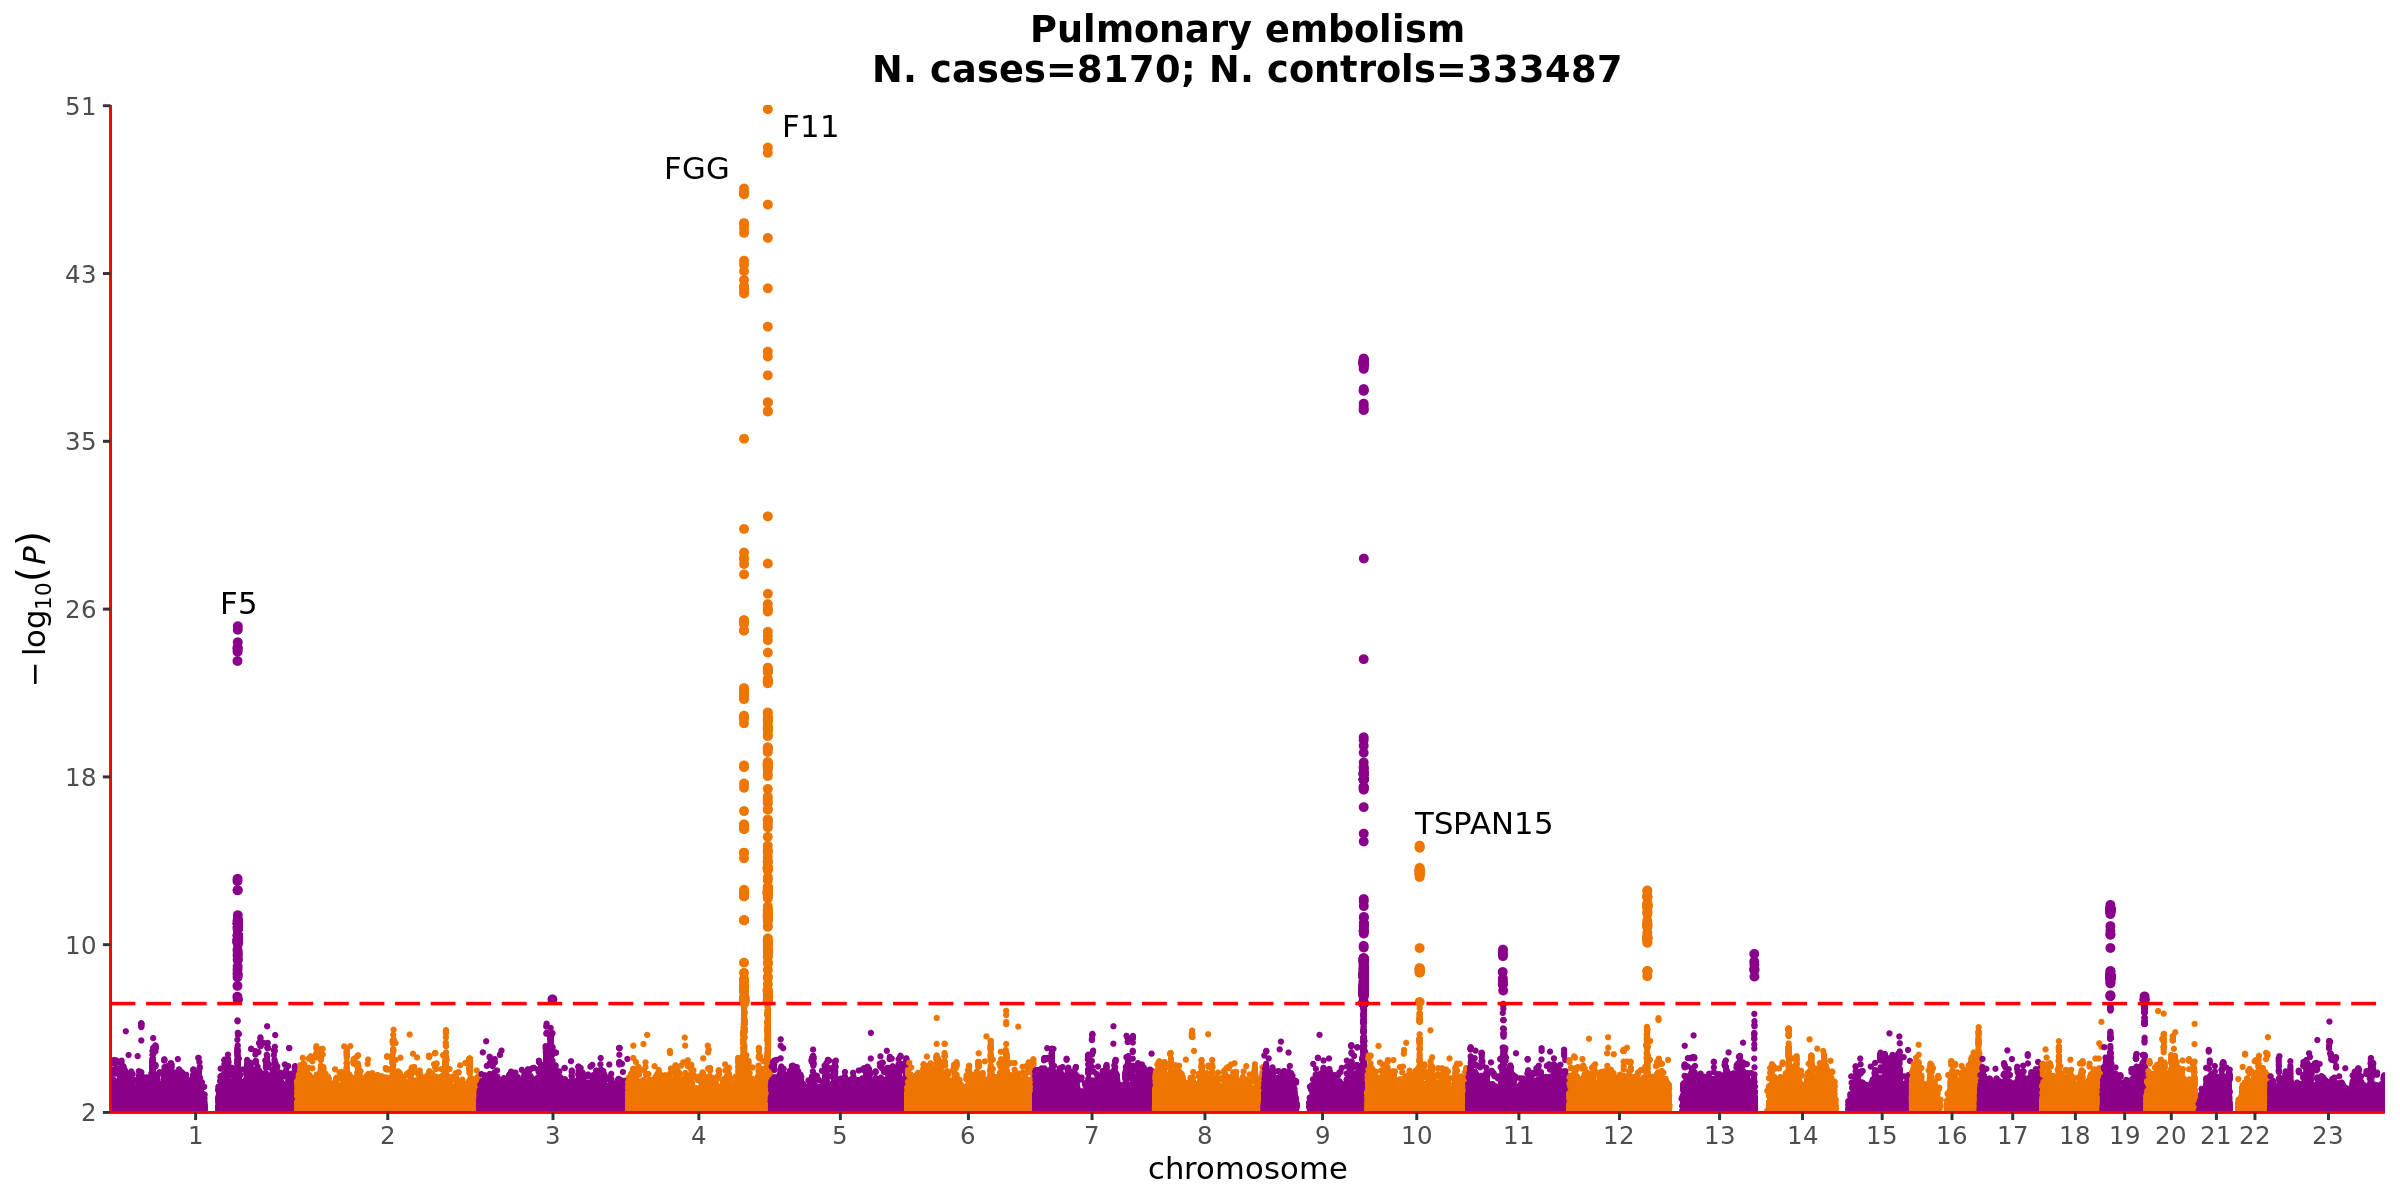 Pulmonary embolism
N. cases=8170; N. controls=333487
51
43
35
26
18
10
2
− log10(P)
F5
FGG
F11
TSPAN15
1 2 3 4 5 6 7 8 9 10 11 12 13 14 15 16 17 18 19 20 21 22 23
chromosome